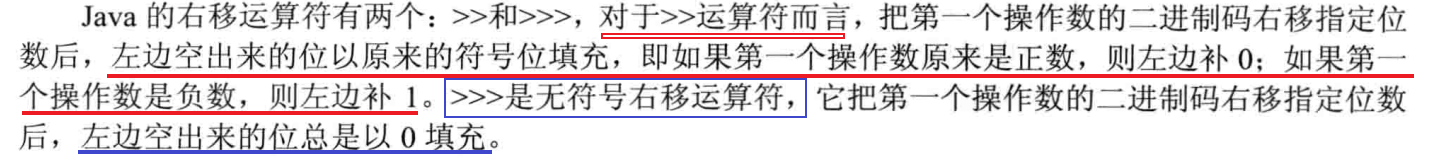 Java 的右移运算符有两个：>>和>>>，对于>>运算符而言，把第一个操作数的二进制码右移指定位
数后，左边空出来的位以原来的符号位填充，即如果第一个操作数原来是正数，则左边补 0；如果第一
个操作数是负数，则左边补 1。>>>是无符号右移运算符，它把第一个操作数的二进制码右移指定位数
后，左边空出来的位总是以 0 填充。